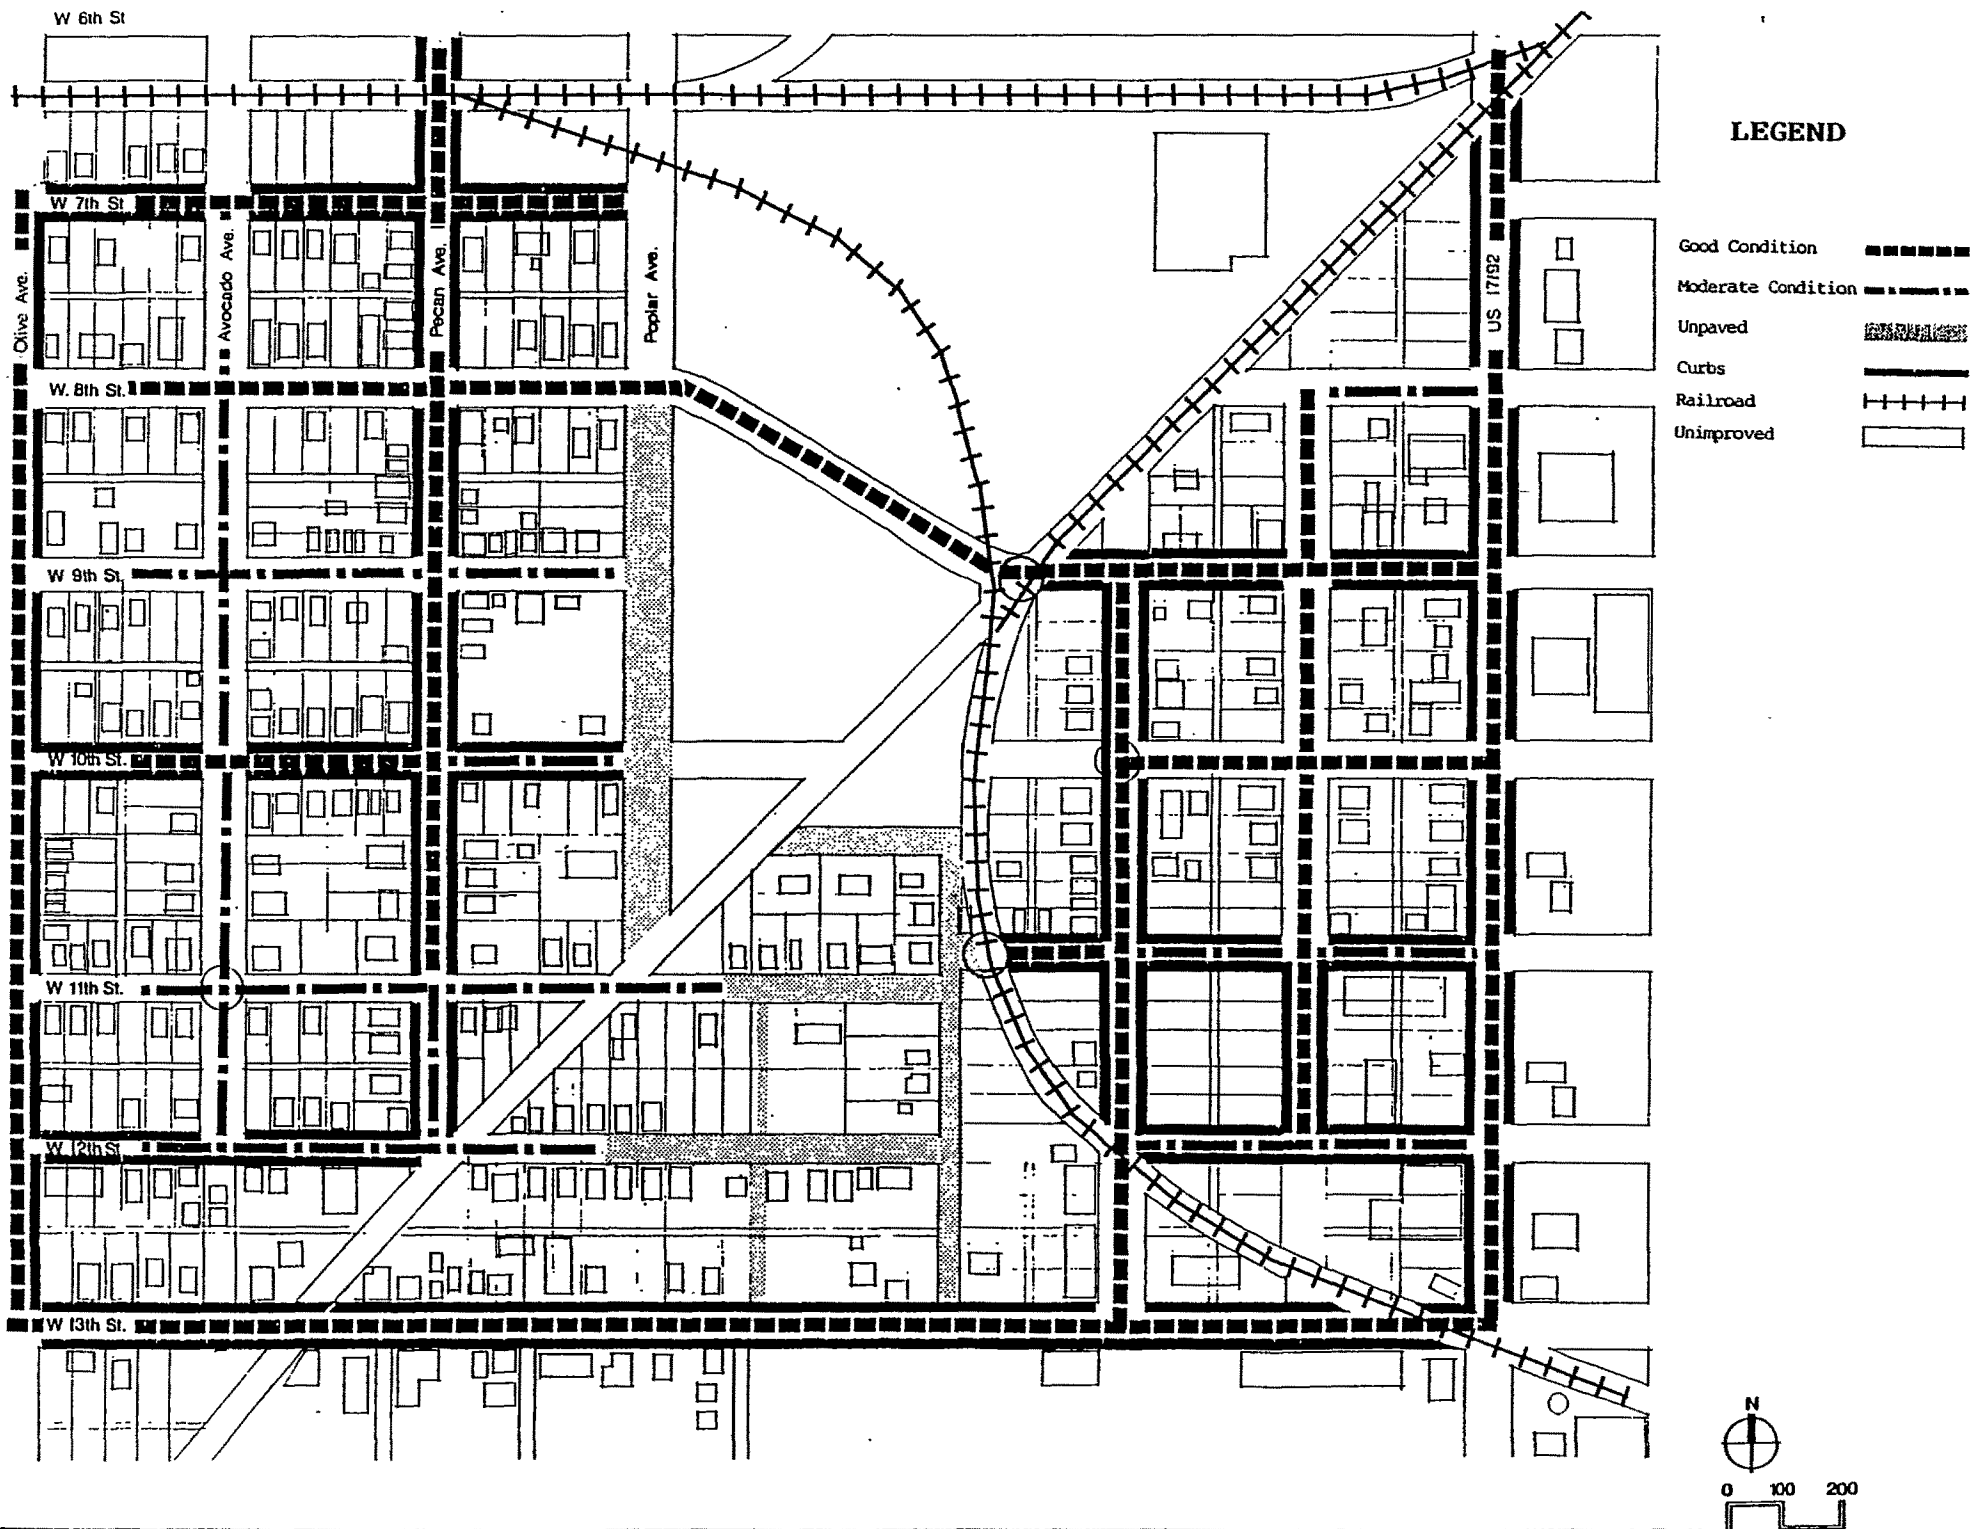 W 6th St
LEGEND
W 7th St
Olive Ave.
Avocado Ave.
Pecan Ave.
Poplar Ave.
US 17/92
Good Condition
Moderate Condition
Unpaved
Curbs
Railroad
Unimproved
W. 8th St.
W 9th St.
W 10th St.
W 11th St.
W 12th St
W 13th St.
N
0 100 200